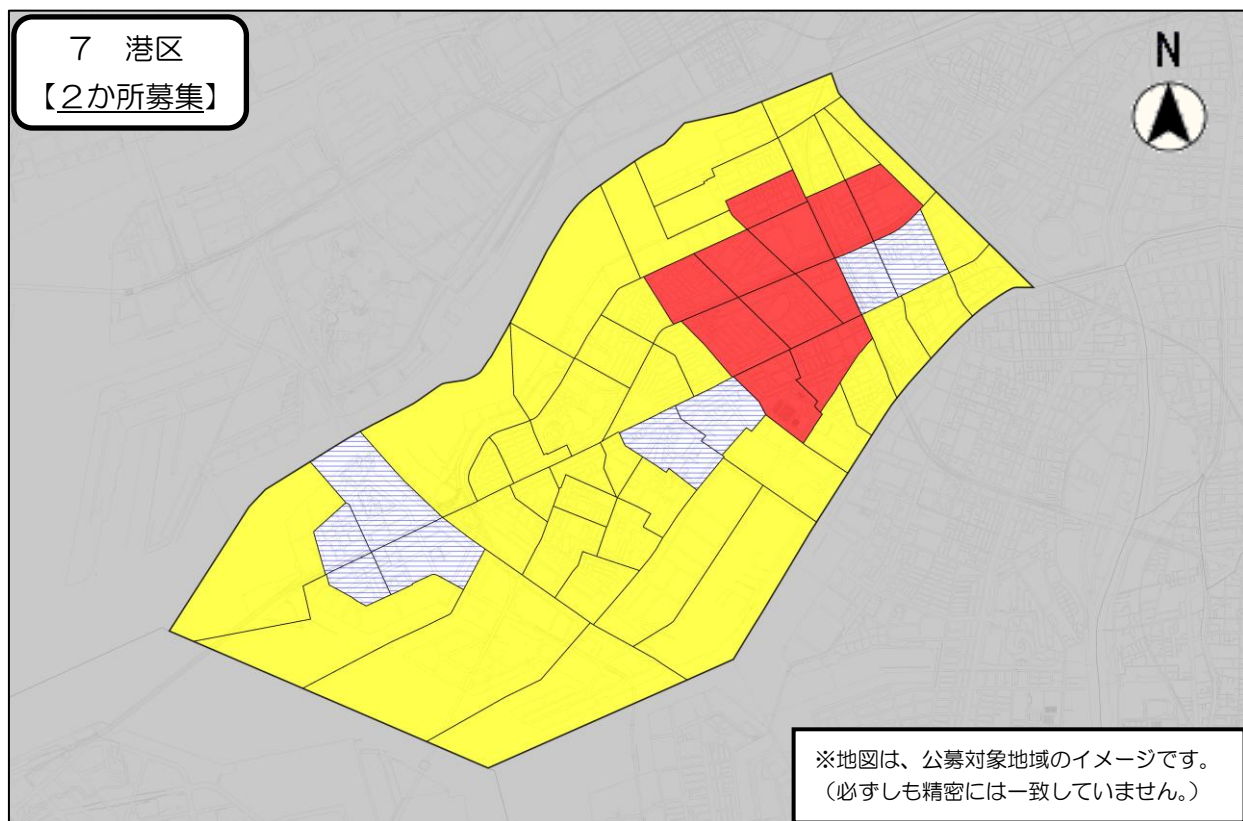 ７　港区
【２か所募集】
N
※地図は、公募対象地域のイメージです。
（必ずしも精密には一致していません。）